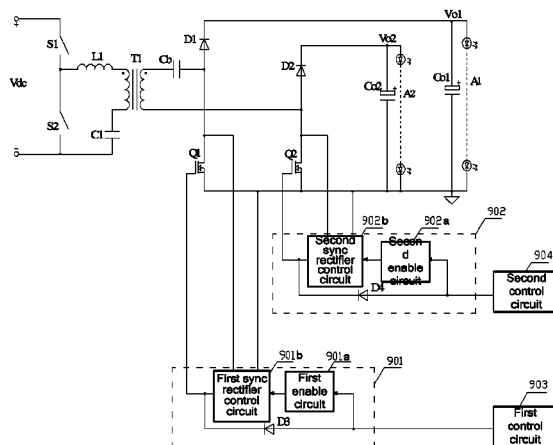 Vo1
D1
S1
Vo2
L1
T1
Cb
D2
Vdc
Co2
A2
Co1
A1
S2
C1
Q1
Q2
902b
902a
902
Second sync
rectifier
control
circuit
Secon
d
enable
circuit
904
Second
control
circuit
D4
901b
901a
901
First sync
rectifier
control
circuit
First
enable
circuit
903
First
control
circuit
D3